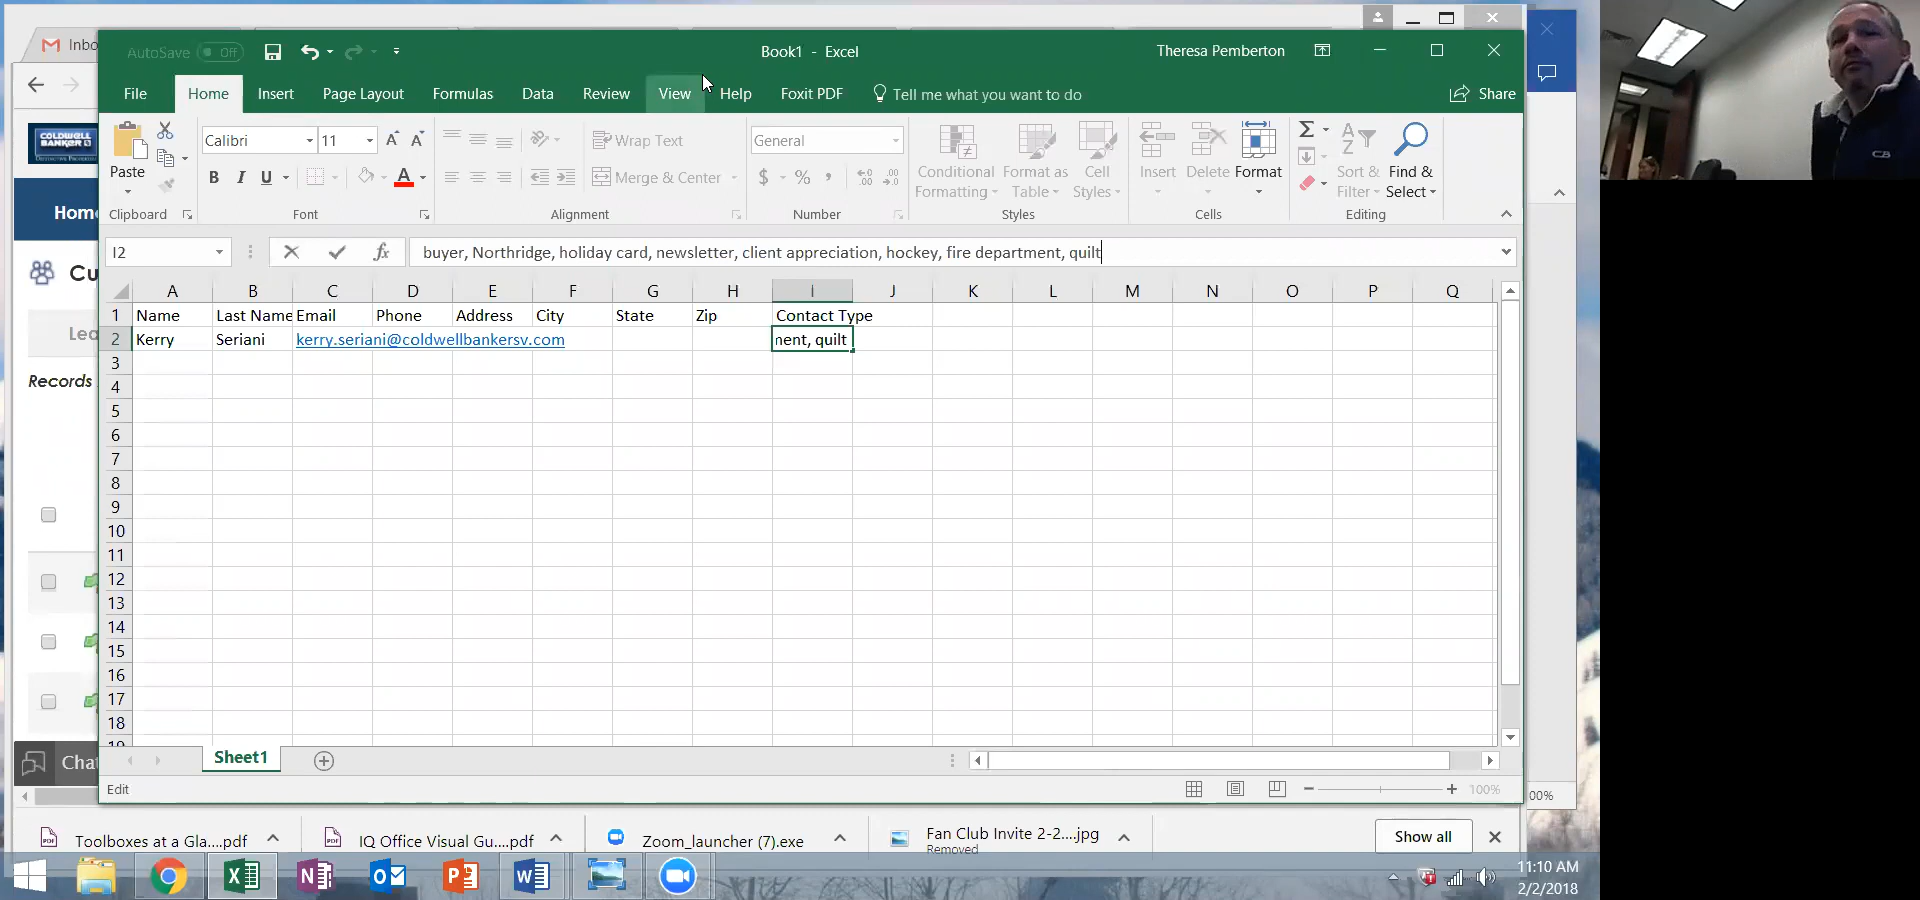 Inbo
AutoSave Off
Book1 - Excel
Theresa Pemberton
File Home Insert Page Layout Formulas Data Review View Help Foxit PDF Tell me what you want to do Share
COLDWELL BANKER
Paste
Calibri 11
B I U A
Wrap Text
Merge & Center
General
$ % ,
Conditional Formatting
Format as Table
Cell Styles
Insert Delete Format
Sort & Filter
Find & Select
Clipboard Font Alignment Number Styles Cells Editing
Home
I2 fx buyer, Northridge, holiday card, newsletter, client appreciation, hockey, fire department, quilt
Cu
Lea
Records
A B C D E F G H I J K L M N O P Q
1 Name Last Name Email Phone Address City State Zip Contact Type
2 Kerry Seriani kerry.seriani@coldwellbankersv.com nent, quilt
3
4
5
6
7
8
9
10
11
12
13
14
15
16
17
18
19
Chat
Sheet1
Edit
100%
00%
Toolboxes at a Gla....pdf
IQ Office Visual Gu....pdf
Zoom_launcher (7).exe
Fan Club Invite 2-2....jpg
Removed
Show all
11:10 AM
2/2/2018
CB